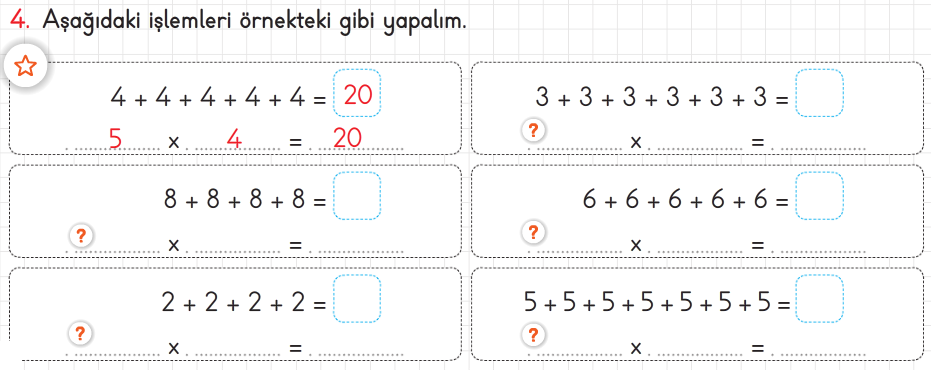 4. Aşağıdaki işlemleri örnekteki gibi yapalım.
4 + 4 + 4 + 4 + 4 = 20
5 x 4 = 20
3 + 3 + 3 + 3 + 3 + 3 =
? x =
8 + 8 + 8 + 8 =
? x =
6 + 6 + 6 + 6 + 6 =
? x =
2 + 2 + 2 + 2 =
? x =
5 + 5 + 5 + 5 + 5 + 5 + 5 =
? x =